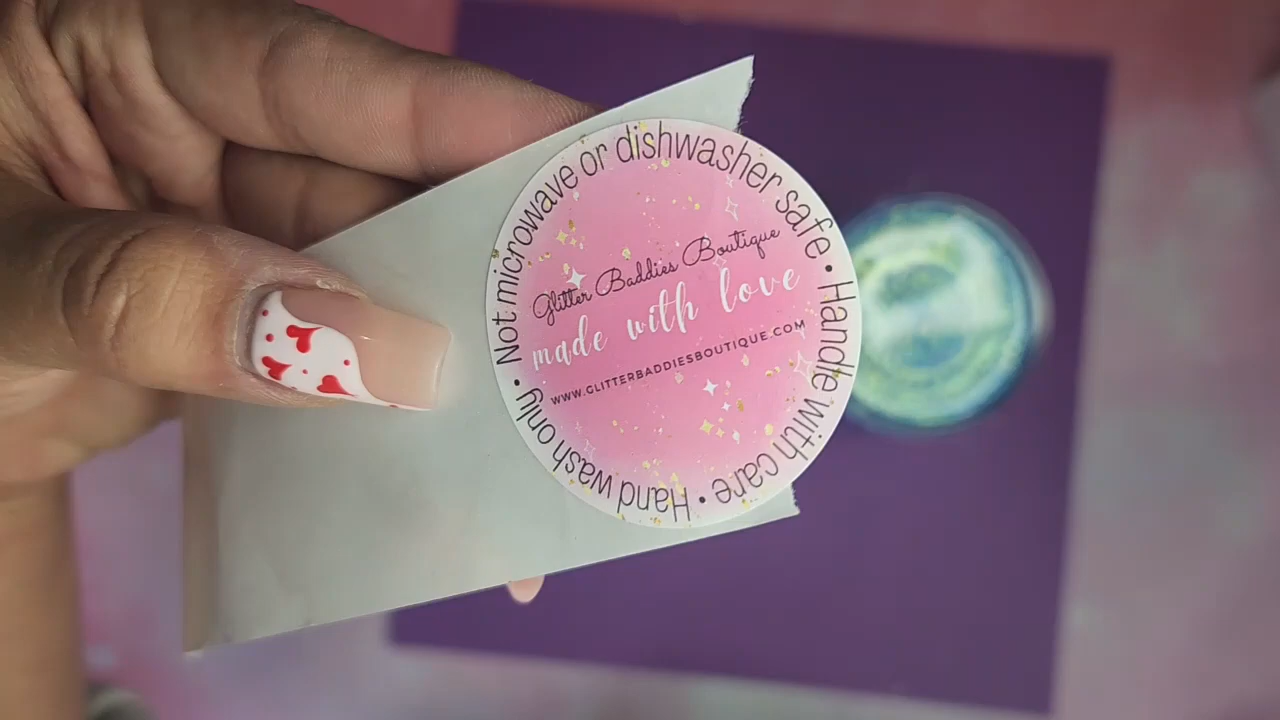 Not microwave or dishwasher safe • Handle with care • Hand wash only •
Glitter Baddies Boutique
made with love
WWW.GLITTERBADDIESBOUTIQUE.COM